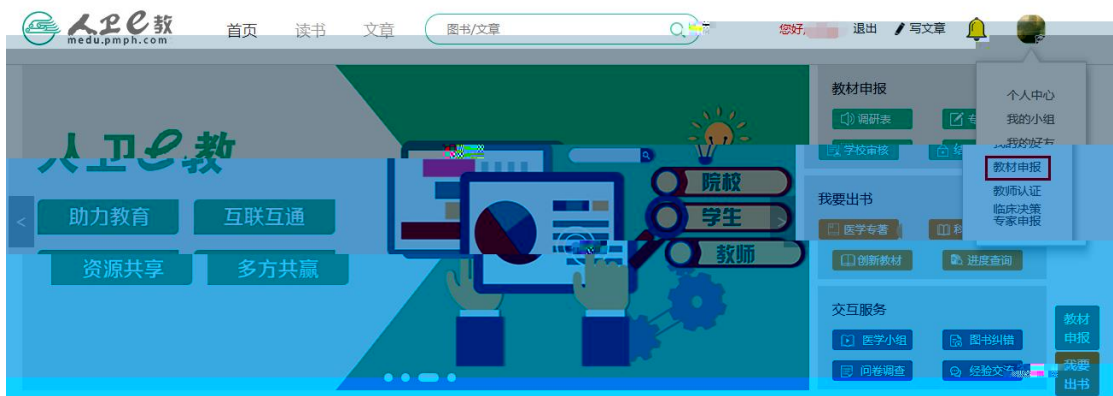 人卫e教
medu.pmph.com
首页 读书 文章 图书/文章 您好, 退出 写文章
教材申报
调研表
学校审核
个人中心
我的小组
我的好友
教材申报
教师认证
临床决策
专家申报
人卫e教
助力教育 互联互通
资源共享 多方共赢
院校
学生
教师
我要出书
医学专著
创新教材 进度查询
交互服务
医学小组 图书纠错
问卷调查 经验交流
教材
申报
我要
出书